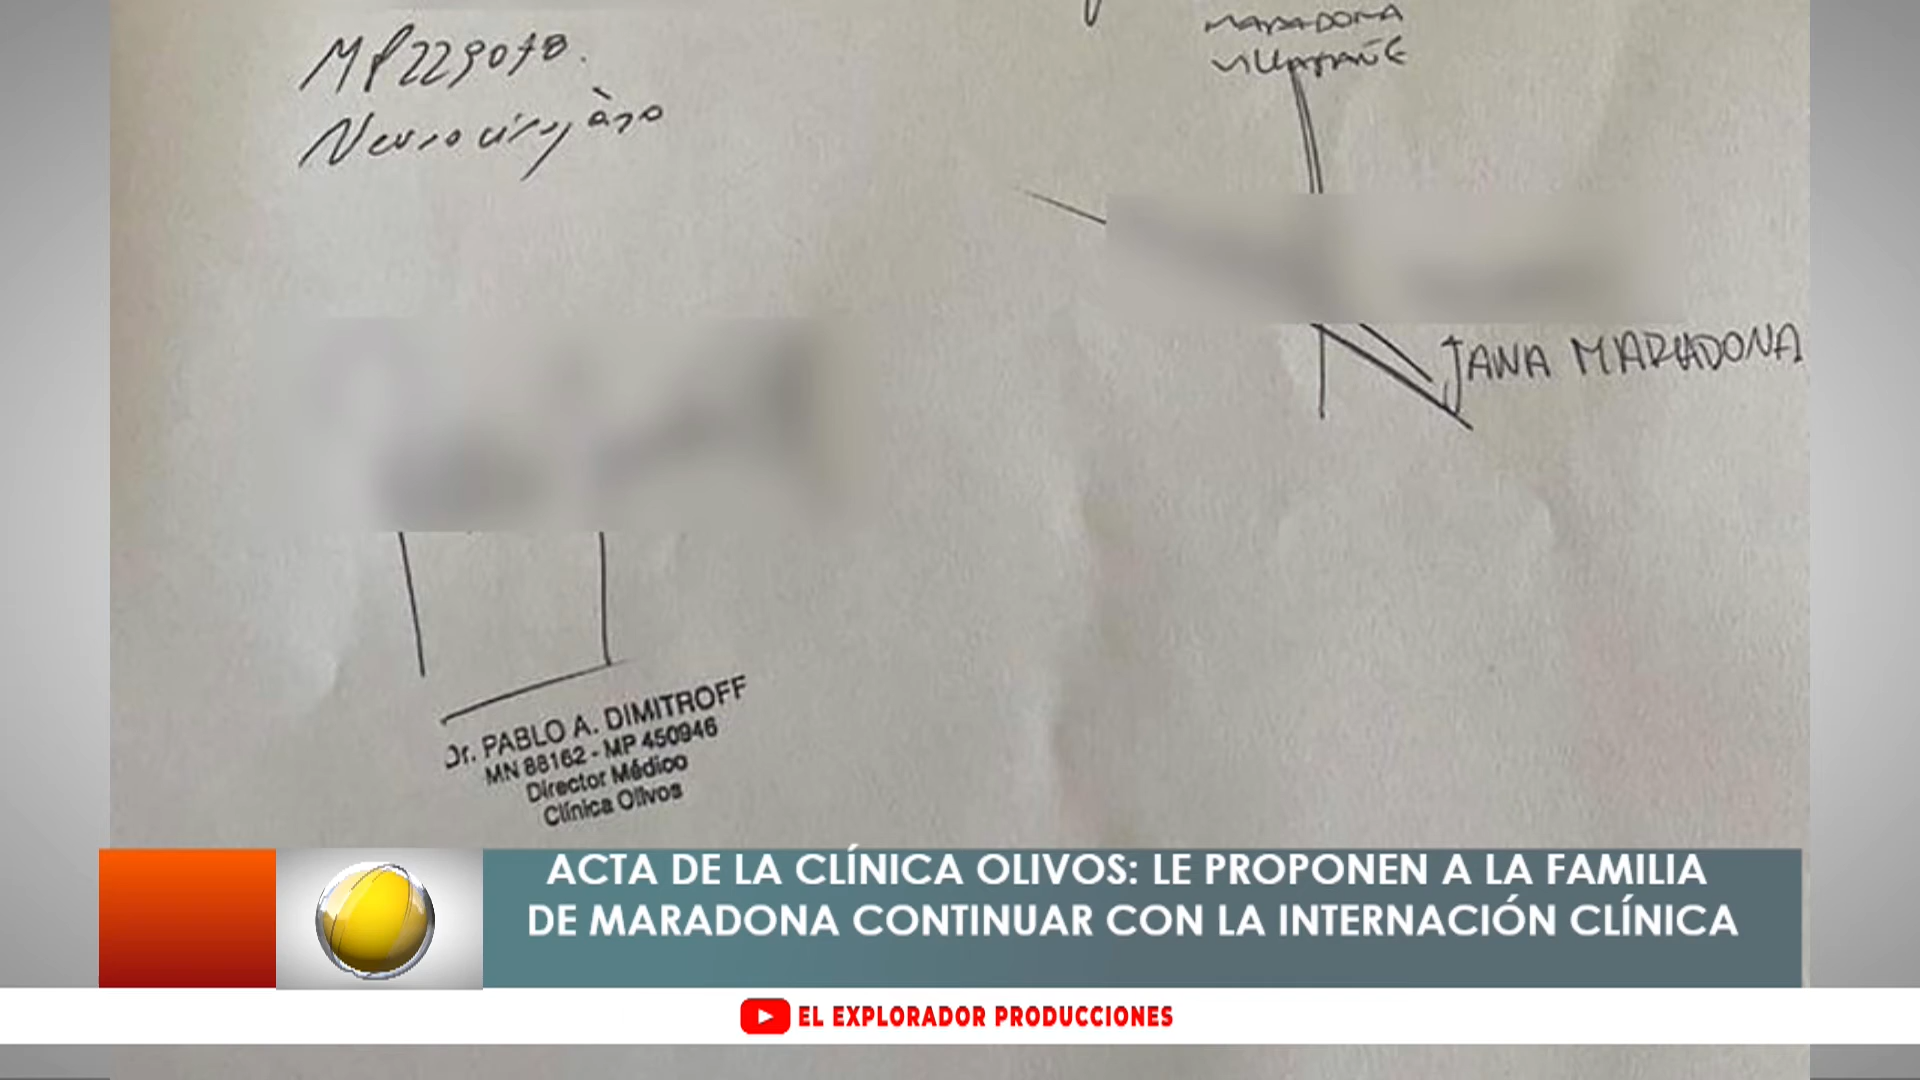 MP229078.
Neurocirujano
MARADONA
VILLAFAÑE
JANA MARADONA
Dr. PABLO A. DIMITROFF
MN 88162 - MP 450946
Director Médico
Clínica Olivos
ACTA DE LA CLÍNICA OLIVOS: LE PROPONEN A LA FAMILIA
DE MARADONA CONTINUAR CON LA INTERNACIÓN CLÍNICA
EL EXPLORADOR PRODUCCIONES